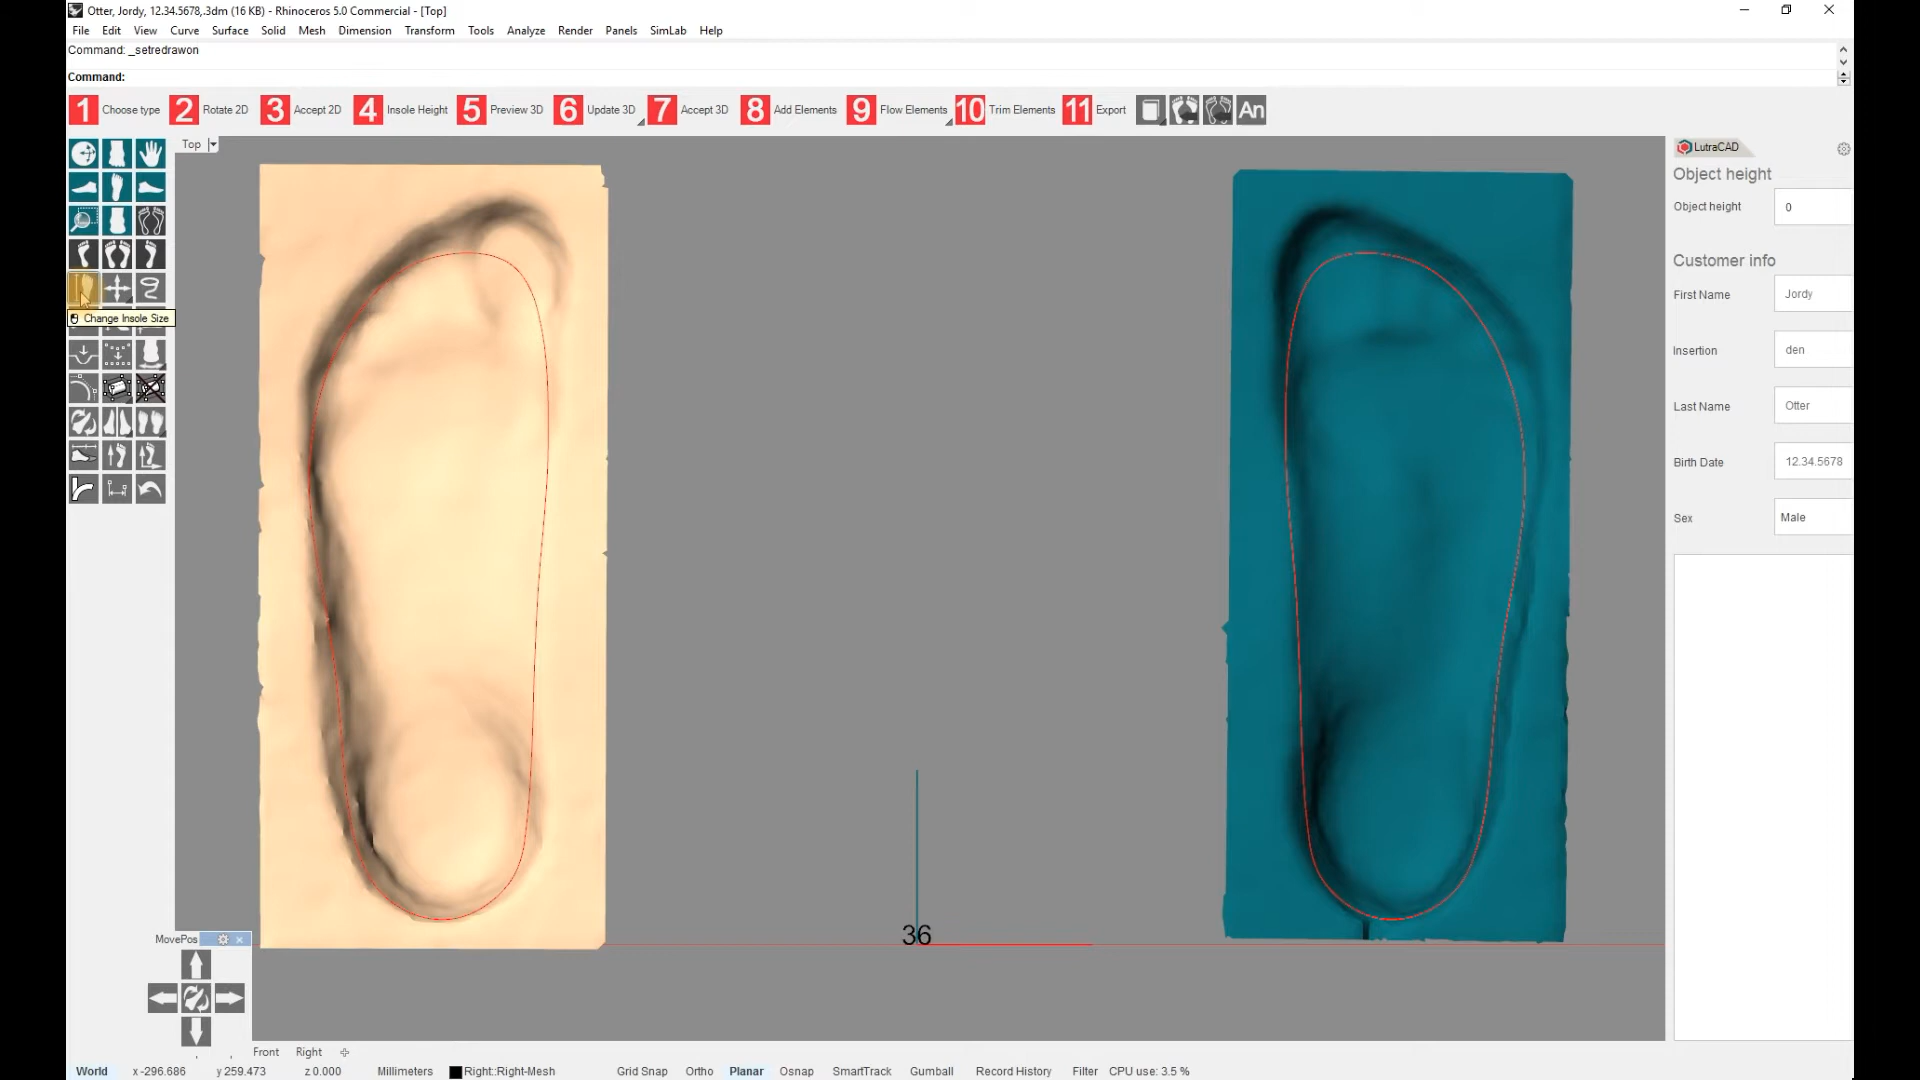 Otter, Jordy, 12.34.5678,.3dm (16 KB) - Rhinoceros 5.0 Commercial - [Top]
File Edit View Curve Surface Solid Mesh Dimension Transform Tools Analyze Render Panels SimLab Help
Command: _setredrawon
Command:
1 Choose type 2 Rotate 2D 3 Accept 2D 4 Insole Height 5 Preview 3D 6 Update 3D 7 Accept 3D 8 Add Elements 9 Flow Elements 10 Trim Elements 11 Export An
Top
LutraCAD
Object height
Object height 0
Customer info
First Name Jordy
Change Insole Size
Insertion den
Last Name Otter
Birth Date 12.34.5678
Sex Male
36
MovePos
Front Right
World x -296.686 y 259.473 z 0.000 Millimeters Right::Right-Mesh Grid Snap Ortho Planar Osnap SmartTrack Gumball Record History Filter CPU use: 3.5 %